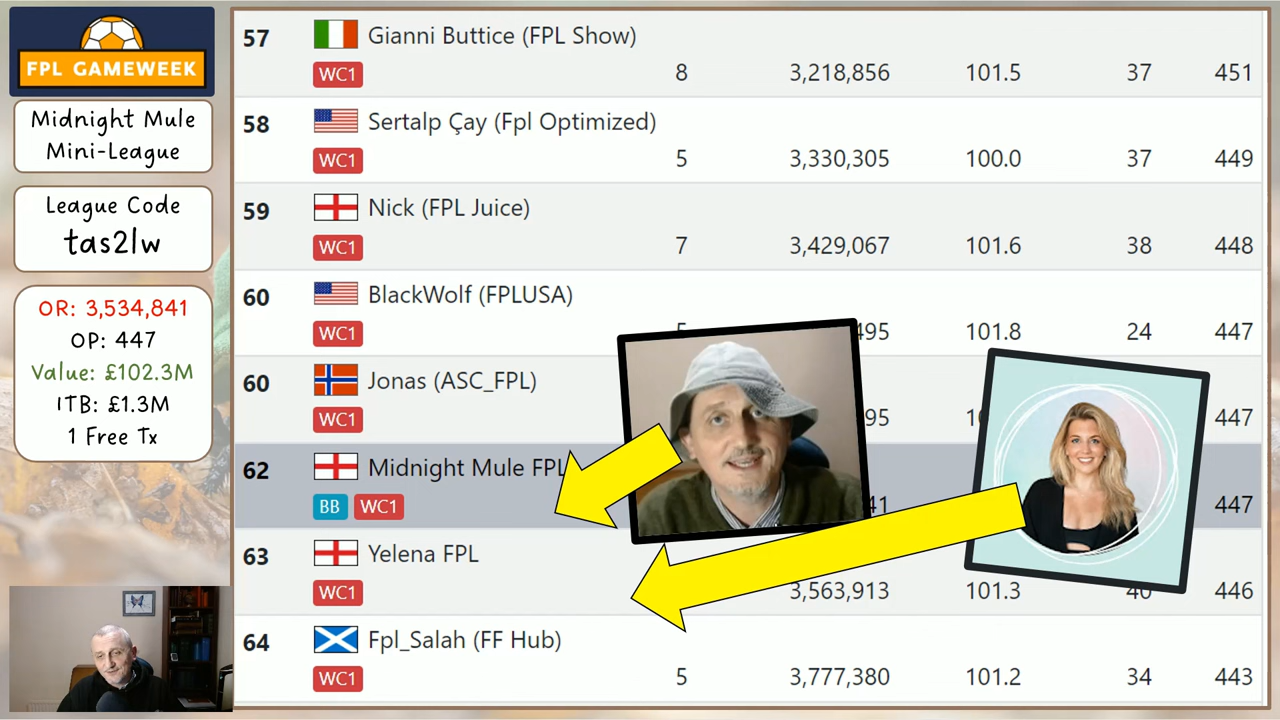 FPL GAMEWEEK
Midnight Mule
Mini-League
League Code
tas2lw
OR: 3,534,841
OP: 447
Value: £102.3M
ITB: £1.3M
1 Free Tx
57 Gianni Buttice (FPL Show)
WC1 8 3,218,856 101.5 37 451
58 Sertalp Çay (Fpl Optimized)
WC1 5 3,330,305 100.0 37 449
59 Nick (FPL Juice)
WC1 7 3,429,067 101.6 38 448
60 BlackWolf (FPLUSA)
WC1 495 101.8 24 447
60 Jonas (ASC_FPL)
WC1 447
62 Midnight Mule FPL
BB WC1 447
63 Yelena FPL
WC1 3,563,913 101.3 40 446
64 Fpl_Salah (FF Hub)
WC1 5 3,777,380 101.2 34 443